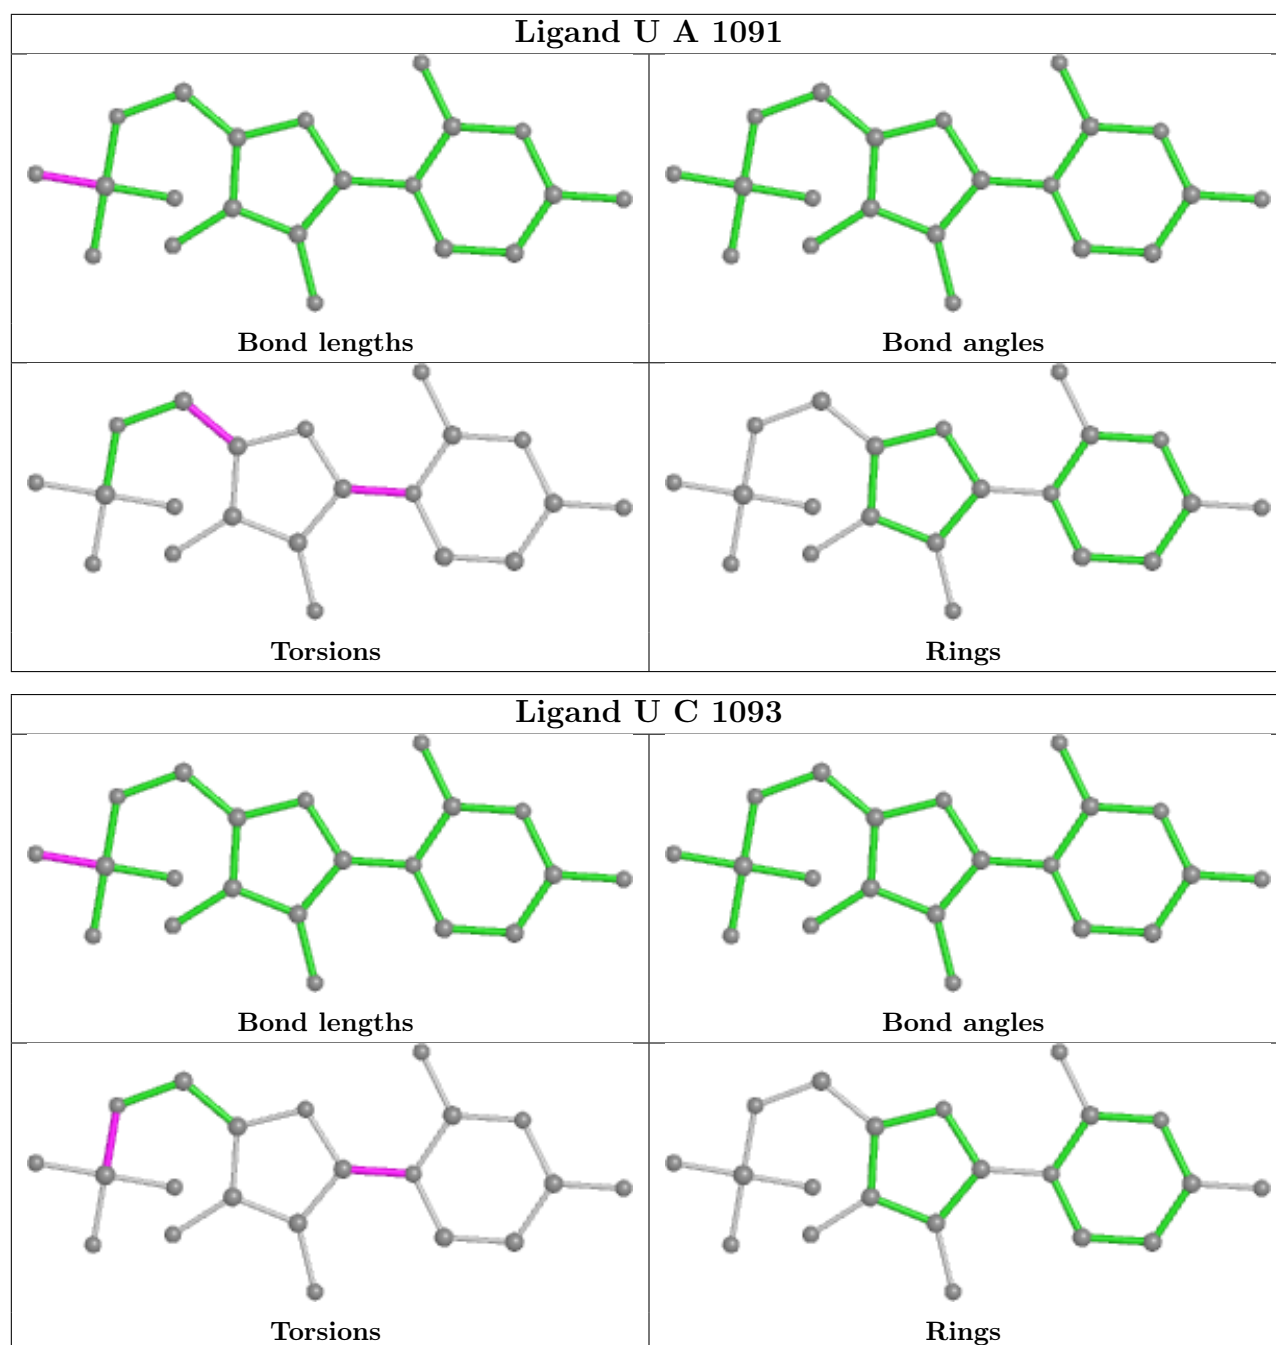 Ligand U A 1091
Bond lengths
Bond angles
Torsions
Rings
Ligand U C 1093
Bond lengths
Bond angles
Torsions
Rings